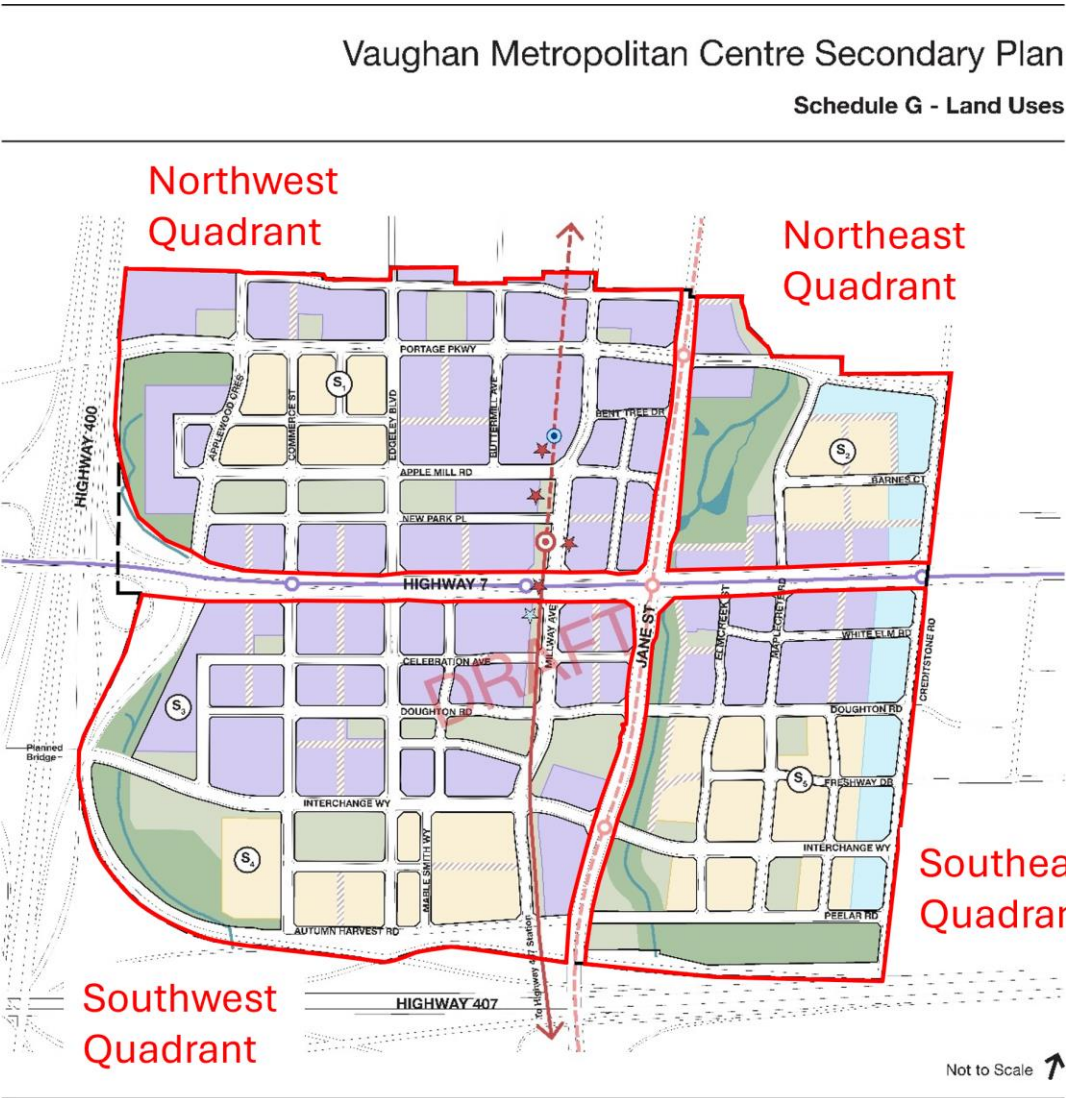 Vaughan Metropolitan Centre Secondary Plan
Schedule G - Land Uses
Northwest
Quadrant
Northeast
Quadrant
PORTAGE PKWY
S1
APPLEWOOD CRES
COMMERCE ST
EDGELEY BLVD
BUTTERMILL AVE
BENT TREE DR
HIGHWAY 400
APPLE MILL RD
S2
BARNES CT
NEW PARK PL
HIGHWAY 7
JANE ST
MILLWAY AVE
ELMCREEK ST
MAPLECRETE RD
WHITE ELM RD
CREDITSTONE RD
CELEBRATION AVE
DRAFT
S3
DOUGHTON RD
DOUGHTON RD
Planned
Bridge
S5
FRESHWAY DR
INTERCHANGE WY
INTERCHANGE WY
S4
MABLE SMITH WY
Southea
Quadrar
PEELAR RD
AUTUMN HARVEST RD
To Highway 407 Station
Southwest
Quadrant
HIGHWAY 407
Not to Scale